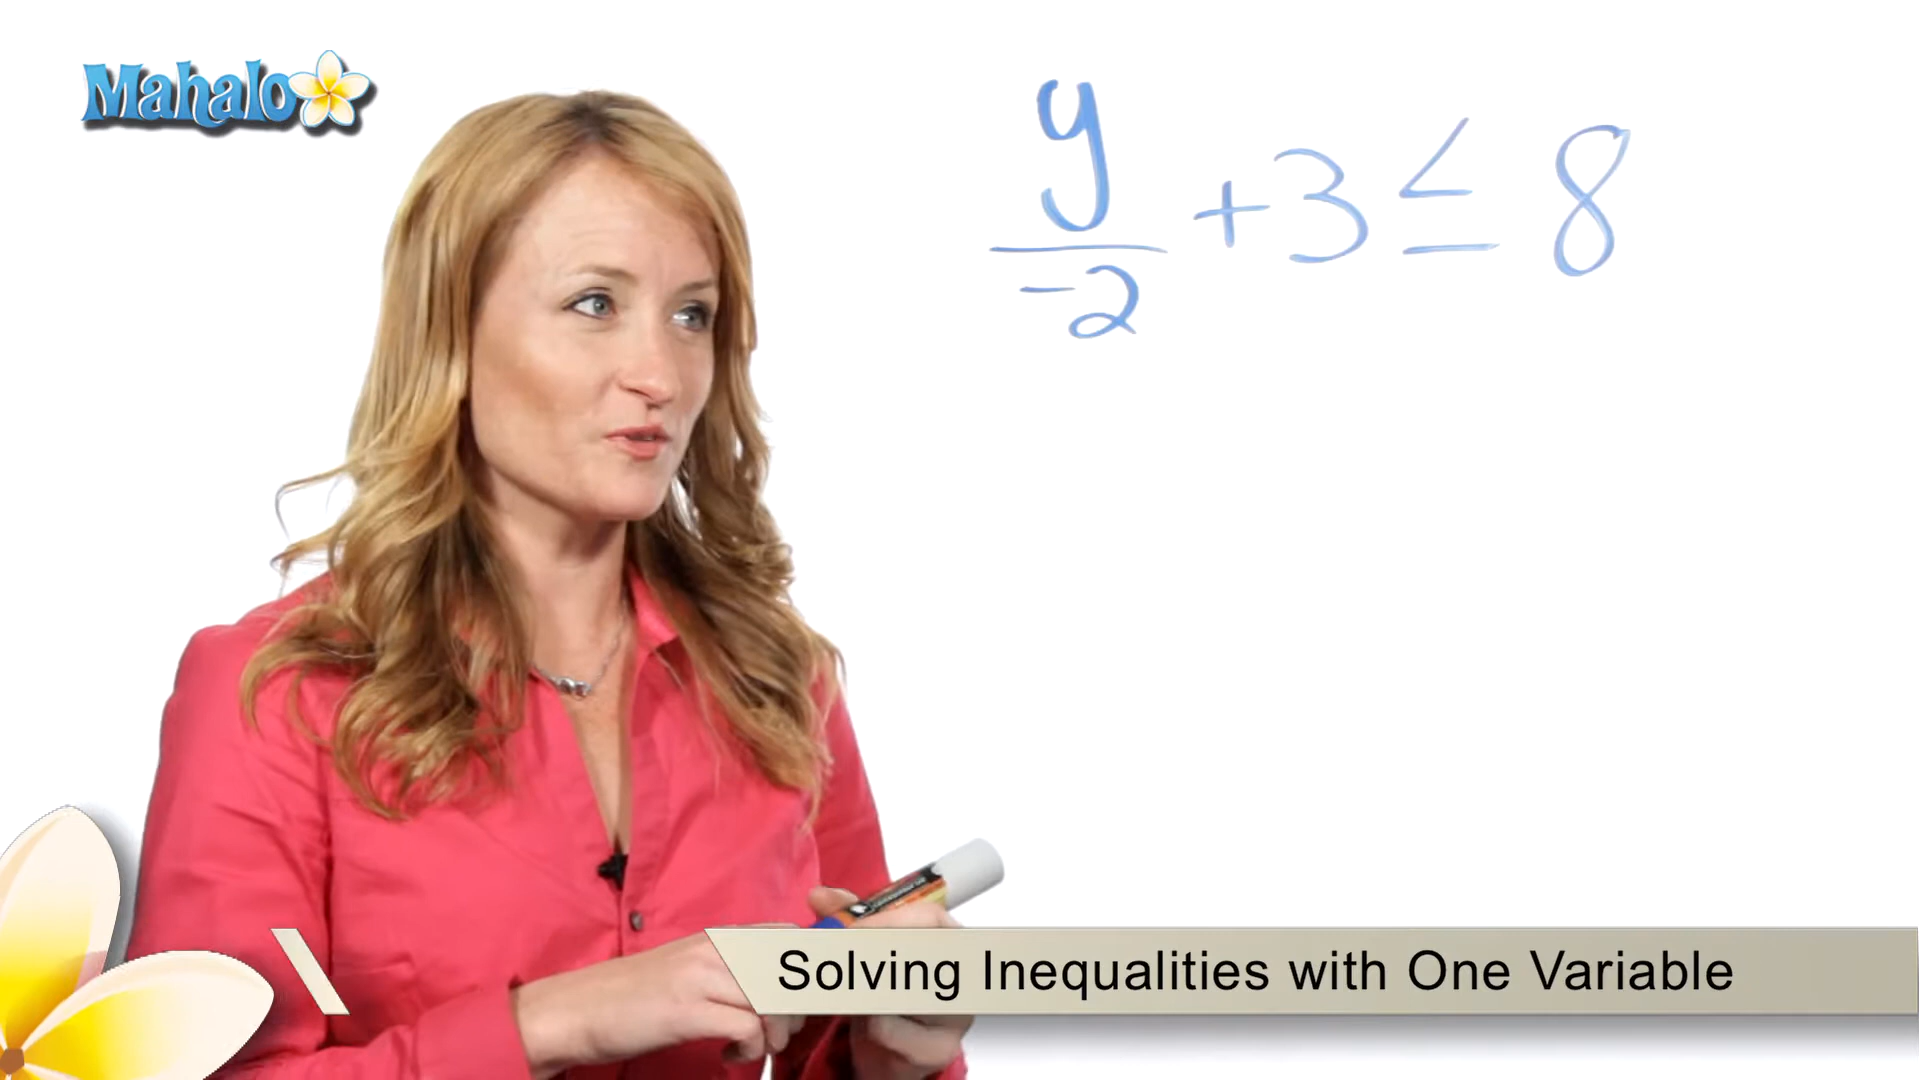 Mahalo
y/-2 + 3 ≤ 8
Solving Inequalities with One Variable